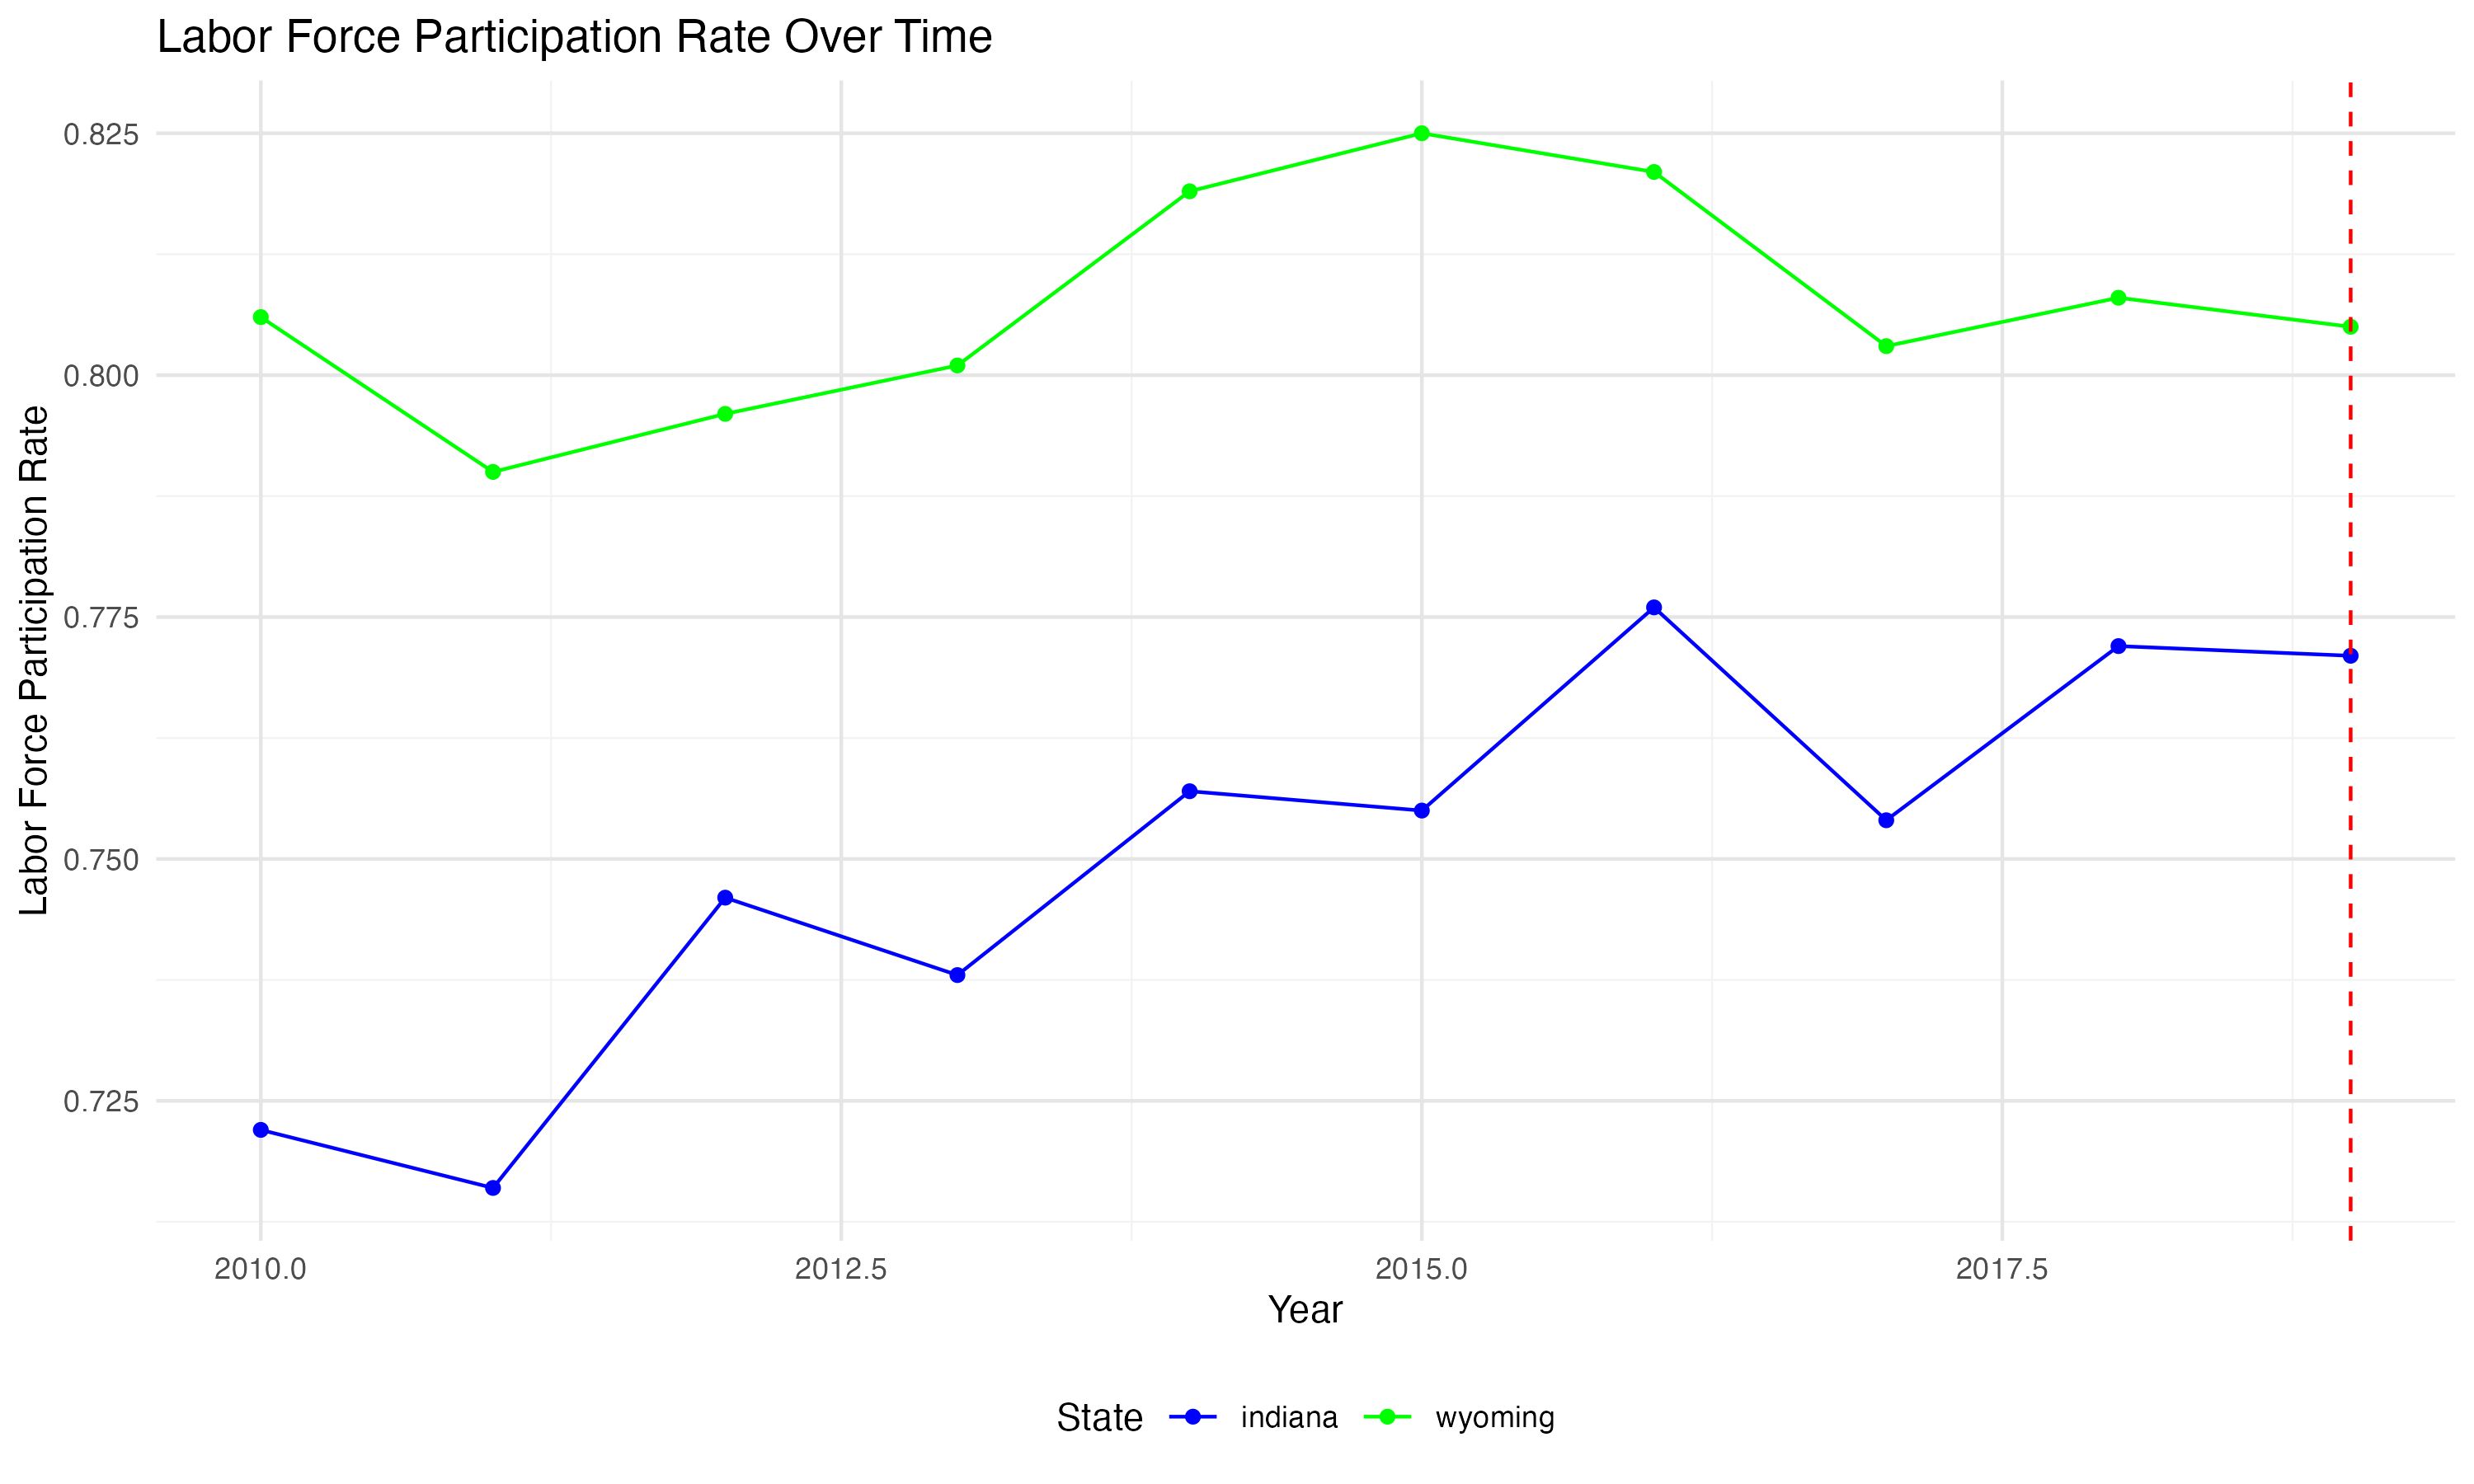 Labor Force Participation Rate Over Time
Labor Force Participation Rate
0.825
0.800
0.775
0.750
0.725
2010.0 2012.5 2015.0 2017.5
Year
State indiana wyoming